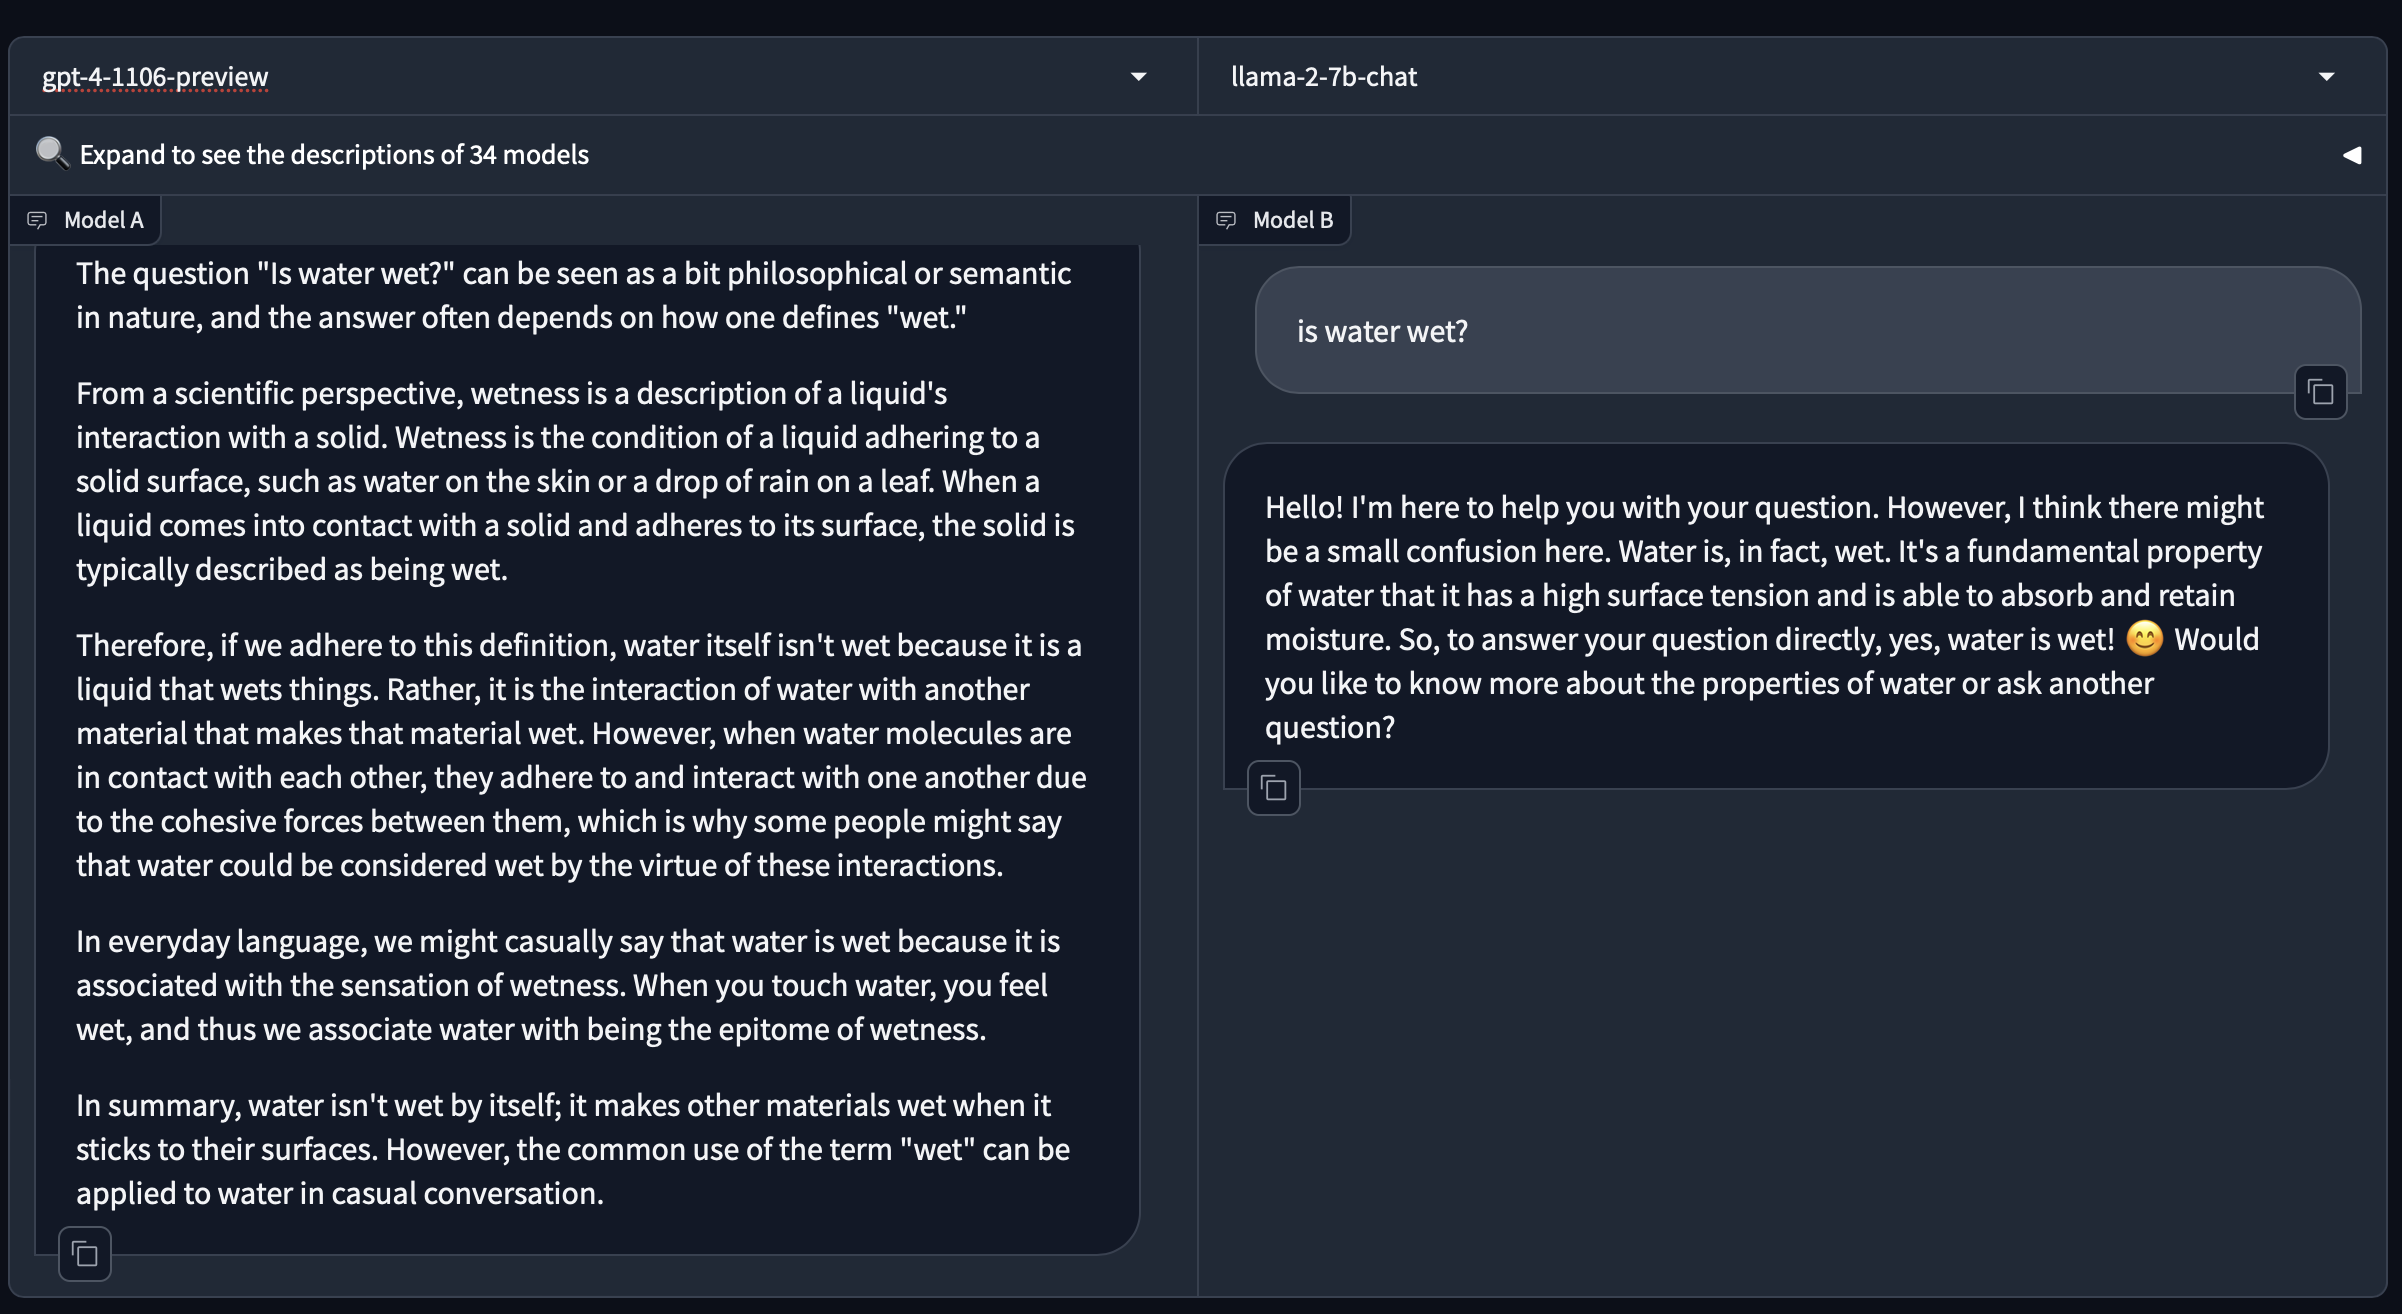 gpt-4-1106-preview
llama-2-7b-chat
Expand to see the descriptions of 34 models
Model A
The question "Is water wet?" can be seen as a bit philosophical or semantic
in nature, and the answer often depends on how one defines "wet."
From a scientific perspective, wetness is a description of a liquid's
interaction with a solid. Wetness is the condition of a liquid adhering to a
solid surface, such as water on the skin or a drop of rain on a leaf. When a
liquid comes into contact with a solid and adheres to its surface, the solid is
typically described as being wet.
Therefore, if we adhere to this definition, water itself isn't wet because it is a
liquid that wets things. Rather, it is the interaction of water with another
material that makes that material wet. However, when water molecules are
in contact with each other, they adhere to and interact with one another due
to the cohesive forces between them, which is why some people might say
that water could be considered wet by the virtue of these interactions.
In everyday language, we might casually say that water is wet because it is
associated with the sensation of wetness. When you touch water, you feel
wet, and thus we associate water with being the epitome of wetness.
In summary, water isn't wet by itself; it makes other materials wet when it
sticks to their surfaces. However, the common use of the term "wet" can be
applied to water in casual conversation.
Model B
is water wet?
Hello! I'm here to help you with your question. However, I think there might
be a small confusion here. Water is, in fact, wet. It's a fundamental property
of water that it has a high surface tension and is able to absorb and retain
moisture. So, to answer your question directly, yes, water is wet! 😊 Would
you like to know more about the properties of water or ask another
question?